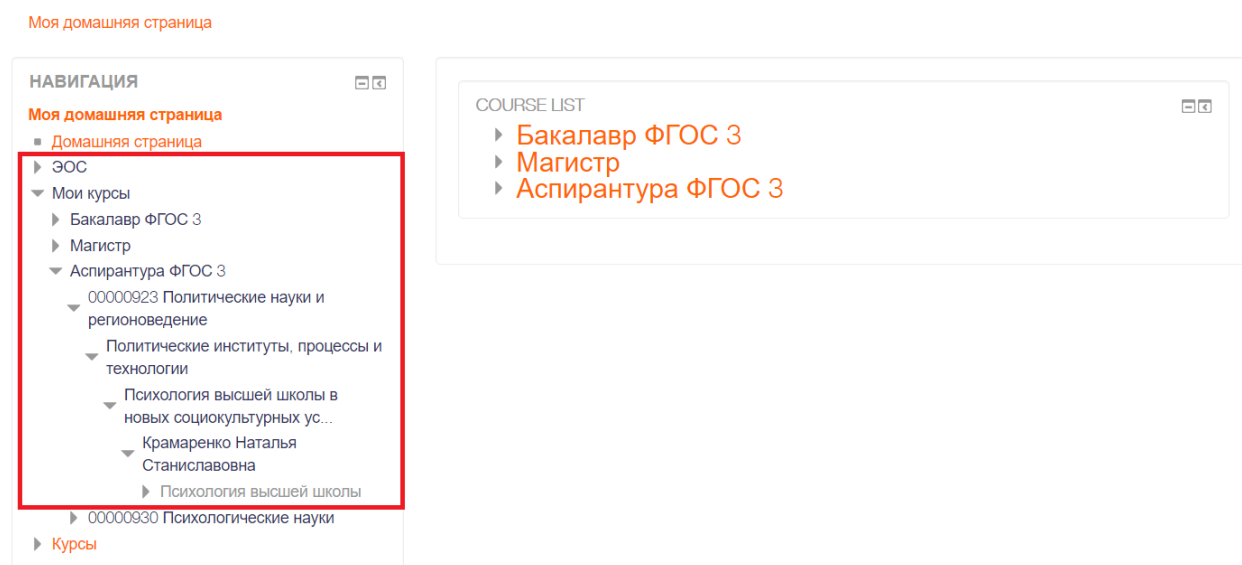 Моя домашняя страница
НАВИГАЦИЯ
Моя домашняя страница
Домашняя страница
ЭОС
Мои курсы
Бакалавр ФГОС 3
Магистр
Аспирантура ФГОС 3
00000923 Политические науки и
регионоведение
Политические институты, процессы и
технологии
Психология высшей школы в
новых социокультурных ус...
Крамаренко Наталья
Станиславовна
Психология высшей школы
00000930 Психологические науки
Курсы
COURSE LIST
Бакалавр ФГОС 3
Магистр
Аспирантура ФГОС 3